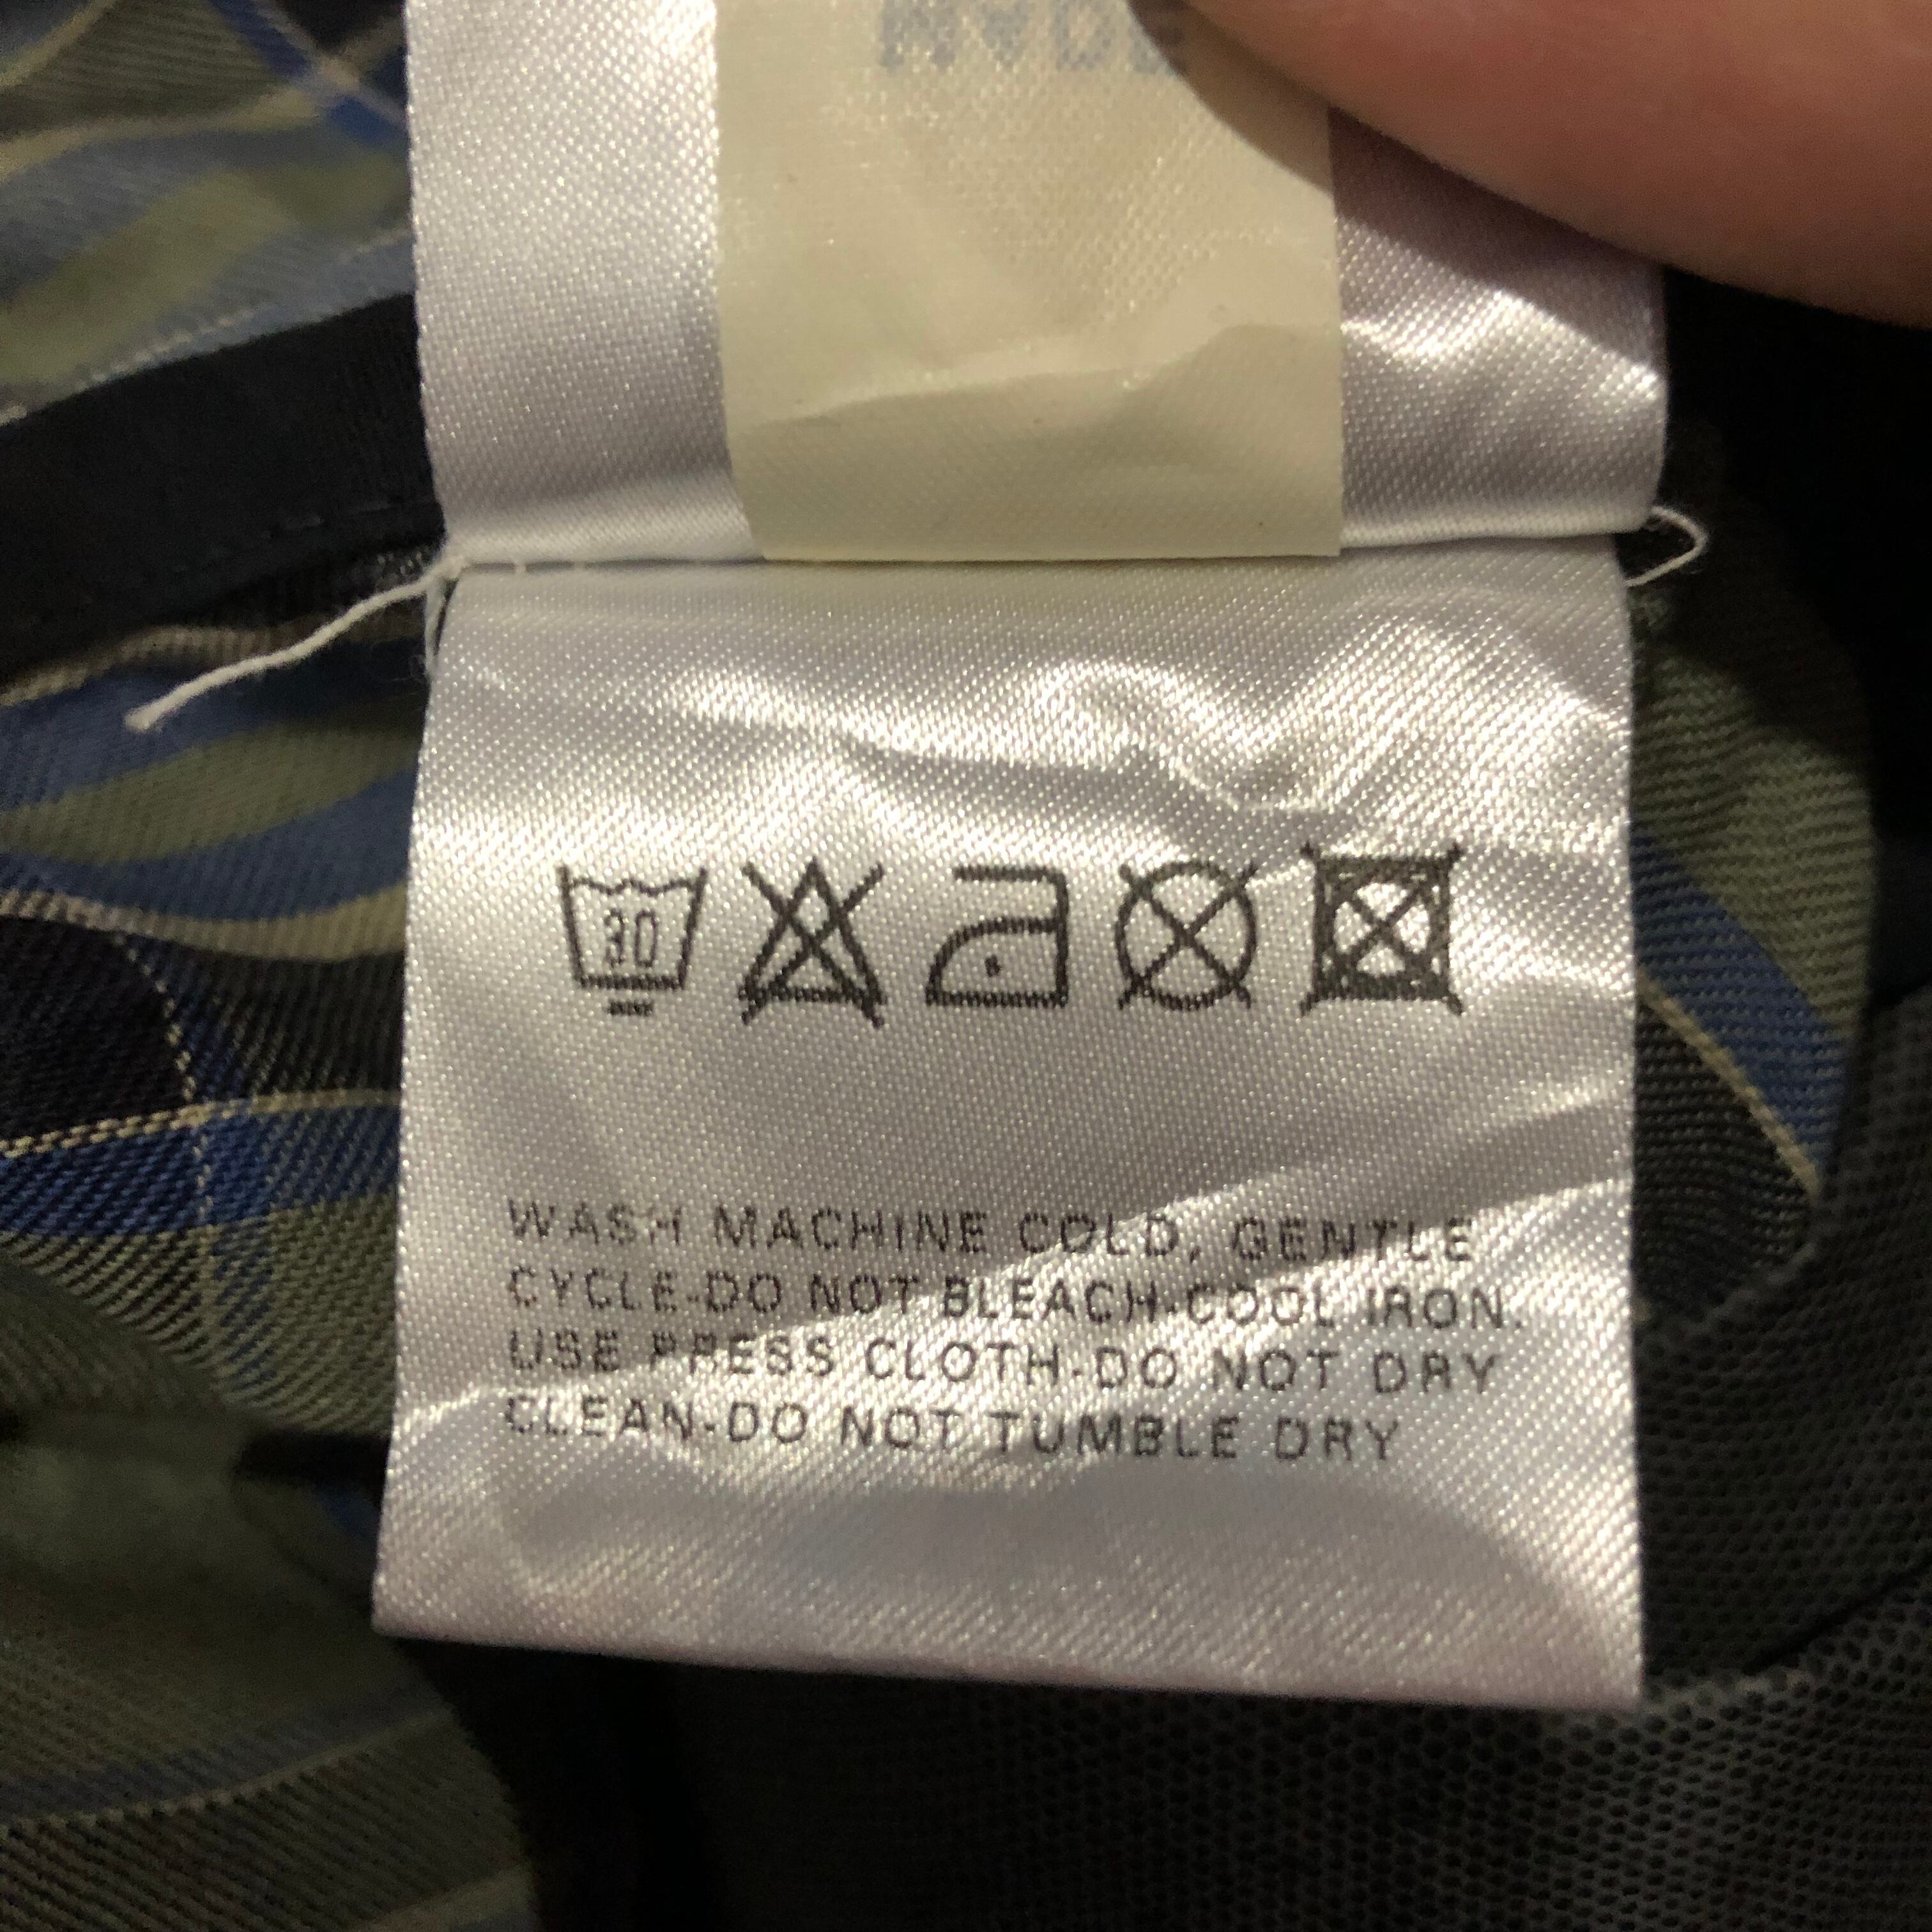 30
WASH MACHINE COLD, GENTLE
CYCLE-DO NOT BLEACH-COOL IRON.
USE PRESS CLOTH-DO NOT DRY
CLEAN-DO NOT TUMBLE DRY